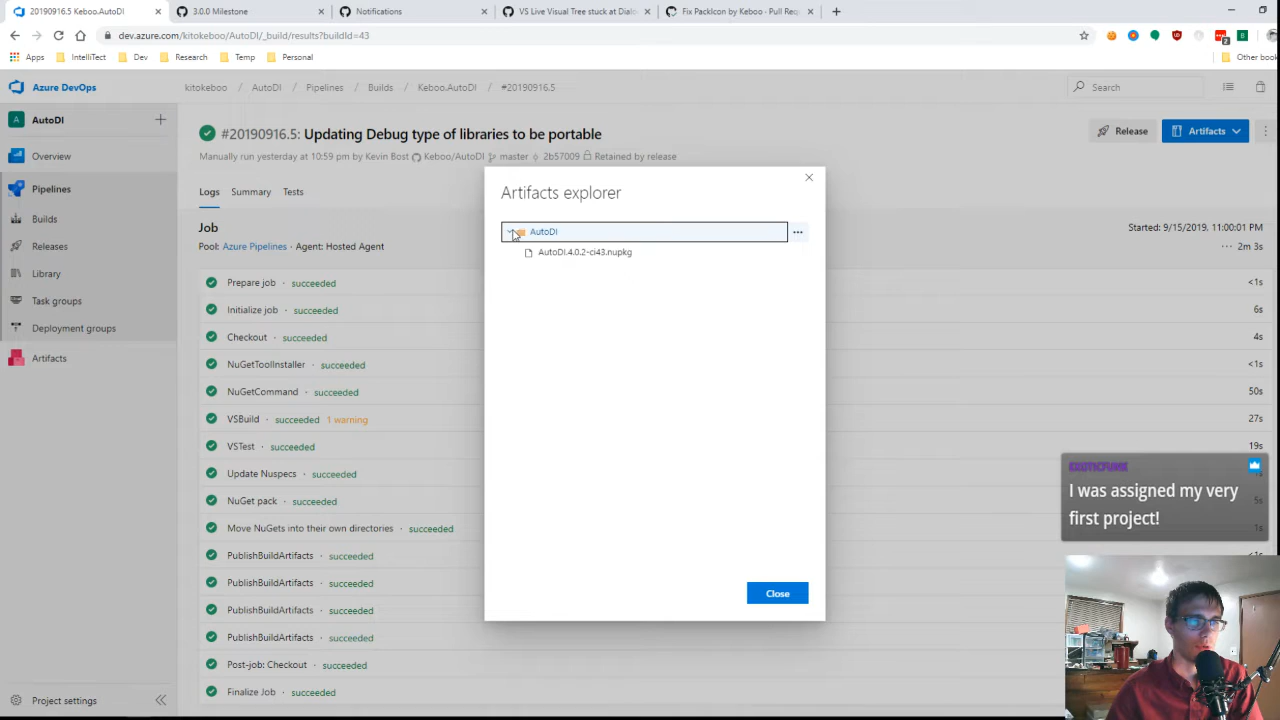 20190916.5 Keboo.AutoDI
3.0.0 Milestone
Notifications
VS Live Visual Tree stuck at Dialo
Fix PackIcon by Keboo · Pull Req
dev.azure.com/kitokeboo/AutoDI/_build/results?buildId=43
Apps
IntelliTect
Dev
Research
Temp
Personal
Other book
Azure DevOps
kitokeboo / AutoDI / Pipelines / Builds / Keboo.AutoDI / #20190916.5
Search
A
AutoDI
Overview
Pipelines
Builds
Releases
Library
Task groups
Deployment groups
Artifacts
Project settings
#20190916.5: Updating Debug type of libraries to be portable
Manually run yesterday at 10:59 pm by Kevin Bost Keboo/AutoDI master 2b57009 Retained by release
Release
Artifacts
Logs
Summary
Tests
Job
Pool: Azure Pipelines · Agent: Hosted Agent
Started: 9/15/2019, 11:00:01 PM
··· 2m 3s
Prepare job · succeeded
<1s
Initialize job · succeeded
6s
Checkout · succeeded
4s
NuGetToolInstaller · succeeded
<1s
NuGetCommand · succeeded
50s
VSBuild · succeeded 1 warning
27s
VSTest · succeeded
19s
Update Nuspecs · succeeded
NuGet pack · succeeded
5s
Move NuGets into their own directories · succeeded
1s
PublishBuildArtifacts · succeeded
<1s
PublishBuildArtifacts · succeeded
PublishBuildArtifacts · succeeded
PublishBuildArtifacts · succeeded
Post-job: Checkout · succeeded
Finalize Job · succeeded
Artifacts explorer
AutoDI
AutoDI.4.0.2-ci43.nupkg
Close
I was assigned my very
first project!